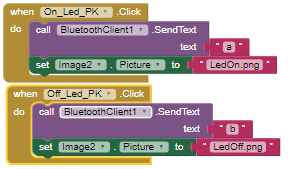 when On_Led_PK .Click
do call BluetoothClient1 .SendText
text " a "
set Image2 . Picture to " LedOn.png "
when Off_Led_PK .Click
do call BluetoothClient1 .SendText
text " b "
set Image2 . Picture to " LedOff.png "